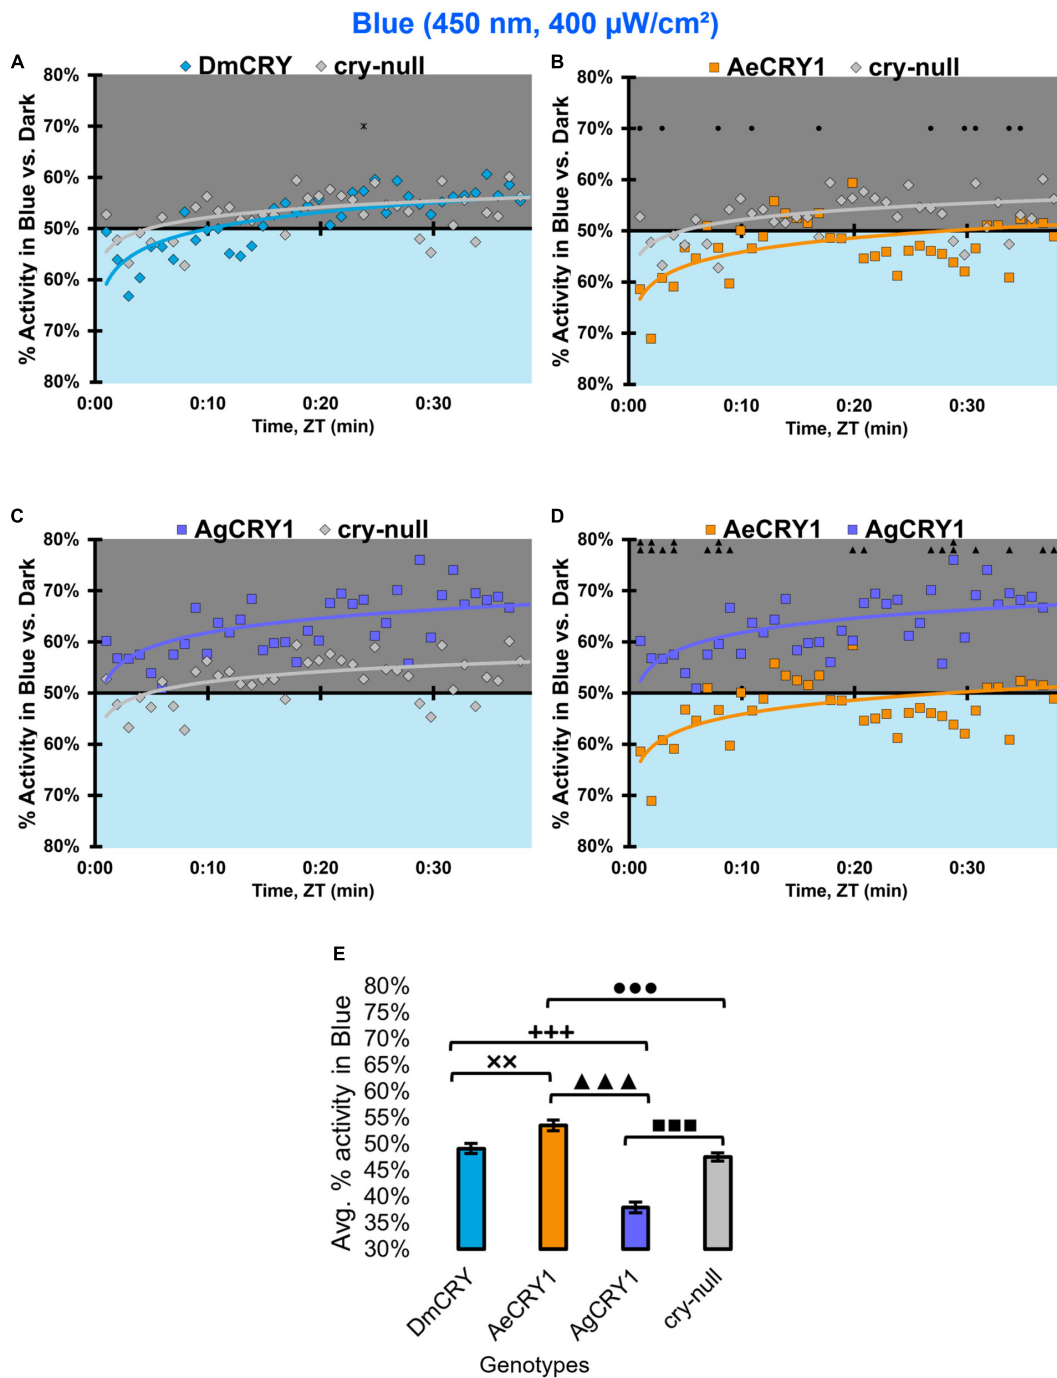 Blue (450 nm, 400 µW/cm²)
A
DmCRY cry-null
% Activity in Blue vs. Dark
80%
70%
60%
50%
60%
70%
80%
0:00 0:10 0:20 0:30
Time, ZT (min)
B
AeCRY1 cry-null
% Activity in Blue vs. Dark
80%
70%
60%
50%
60%
70%
80%
0:00 0:10 0:20 0:30
Time, ZT (min)
C
AgCRY1 cry-null
% Activity in Blue vs. Dark
80%
70%
60%
50%
60%
70%
80%
0:00 0:10 0:20 0:30
Time, ZT (min)
D
AeCRY1 AgCRY1
% Activity in Blue vs. Dark
80%
70%
60%
50%
60%
70%
80%
0:00 0:10 0:20 0:30
Time, ZT (min)
E
Avg. % activity in Blue
80%
75%
70%
65%
60%
55%
50%
45%
40%
35%
30%
●●●
+++
××
▲▲▲
■■■
DmCRY AeCRY1 AgCRY1 cry-null
Genotypes